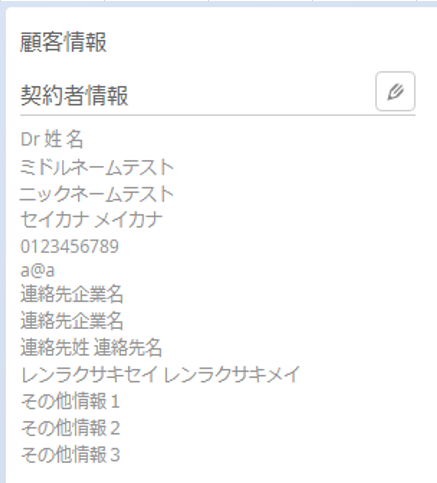 顧客情報
契約者情報
Dr 姓 名
ミドルネームテスト
ニックネームテスト
セイカナ メイカナ
0123456789
a@a
連絡先企業名
連絡先企業名
連絡先姓 連絡先名
レンラクサキセイ レンラクサキメイ
その他情報 1
その他情報 2
その他情報 3